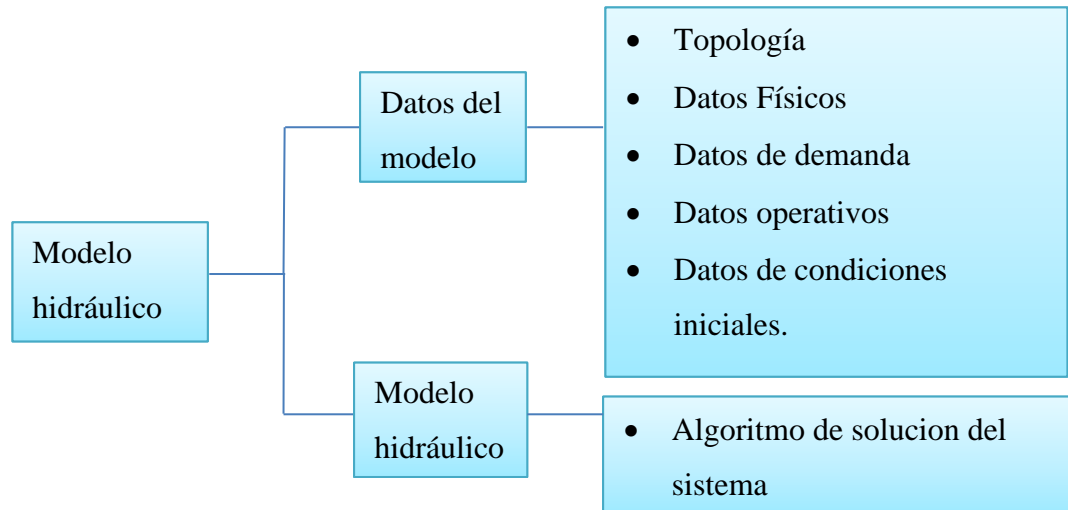 Modelo
hidráulico
Datos del
modelo
• Topología
• Datos Físicos
• Datos de demanda
• Datos operativos
• Datos de condiciones
iniciales.
Modelo
hidráulico
• Algoritmo de solucion del
sistema